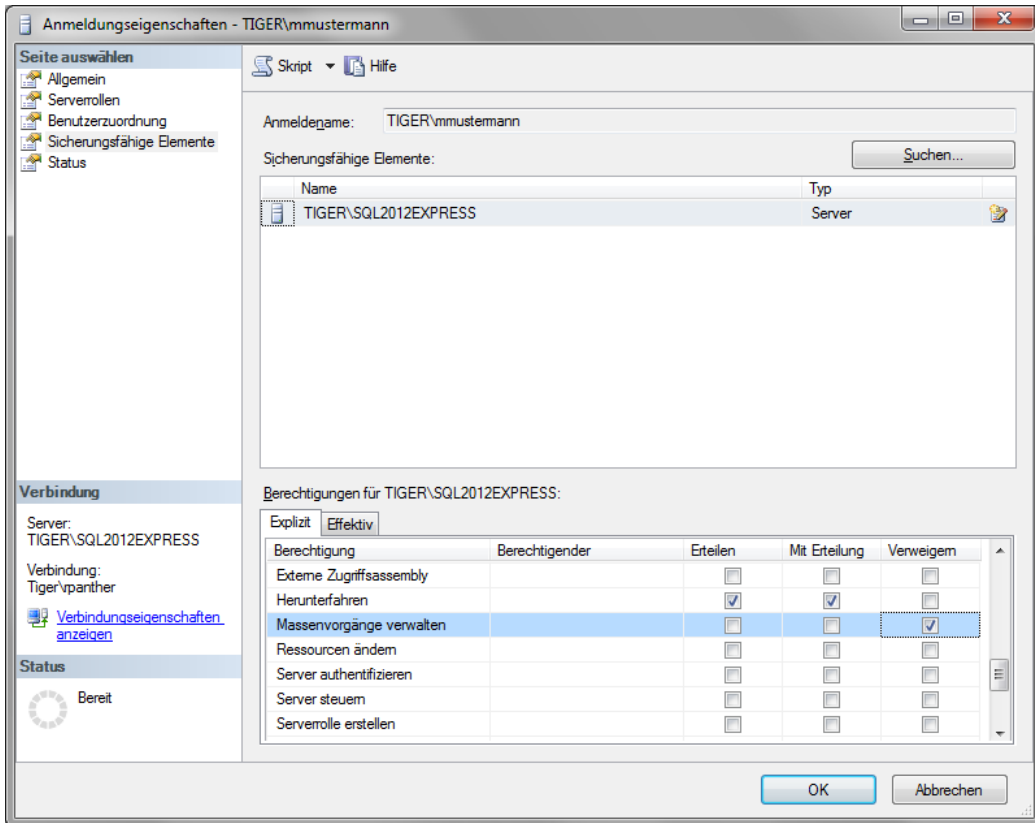 Anmeldungseigenschaften - TIGER\mmustermann
Seite auswählen
Allgemein
Serverrollen
Benutzerzuordnung
Sicherungsfähige Elemente
Status
Skript
Hilfe
Anmeldename: TIGER\mmustermann
Sicherungsfähige Elemente:
Suchen...
Name Typ
TIGER\SQL2012EXPRESS Server
Verbindung
Server:
TIGER\SQL2012EXPRESS
Verbindung:
Tiger\rpanther
Verbindungseigenschaften
anzeigen
Status
Bereit
Berechtigungen für TIGER\SQL2012EXPRESS:
Explizit Effektiv
Berechtigung Berechtigender Erteilen Mit Erteilung Verweigern
Externe Zugriffsassembly
Herunterfahren
Massenvorgänge verwalten
Ressourcen ändern
Server authentifizieren
Server steuern
Serverrolle erstellen
OK Abbrechen